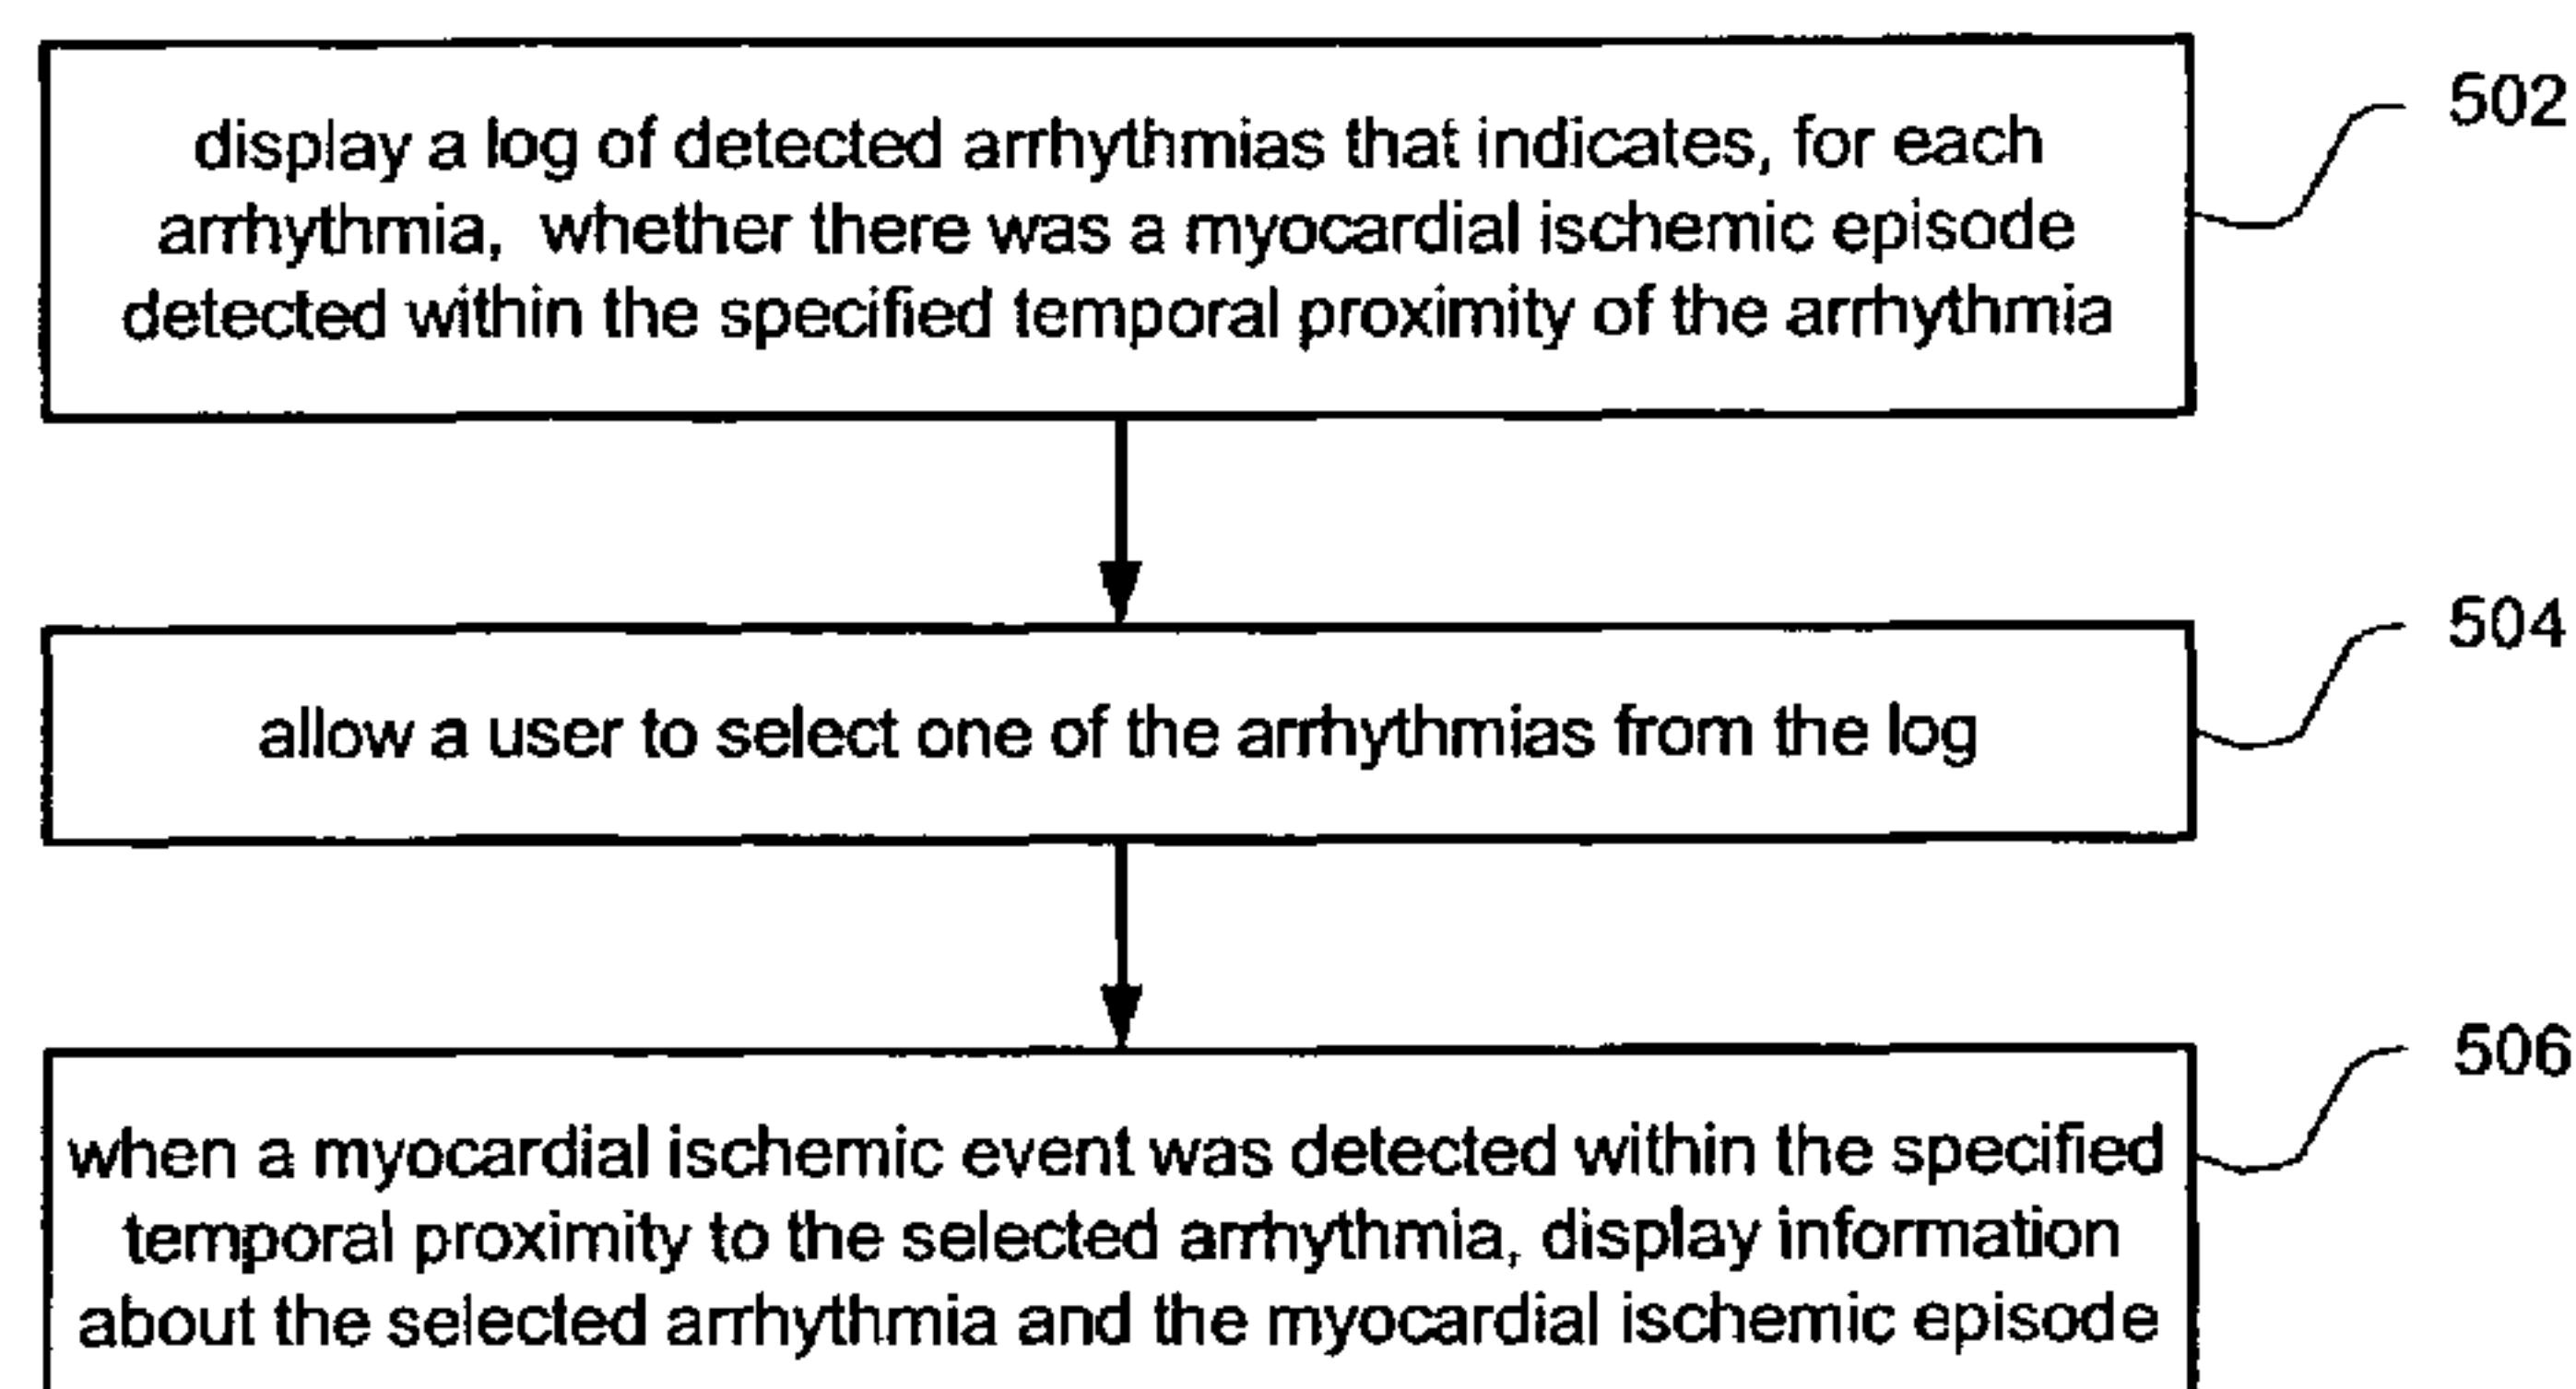 display a log of detected arrhythmias that indicates, for each
arrhythmia, whether there was a myocardial ischemic episode
detected within the specified temporal proximity of the arrhythmia
502
allow a user to select one of the arrhythmias from the log
504
when a myocardial ischemic event was detected within the specified
temporal proximity to the selected arrhythmia, display information
about the selected arrhythmia and the myocardial ischemic episode
506